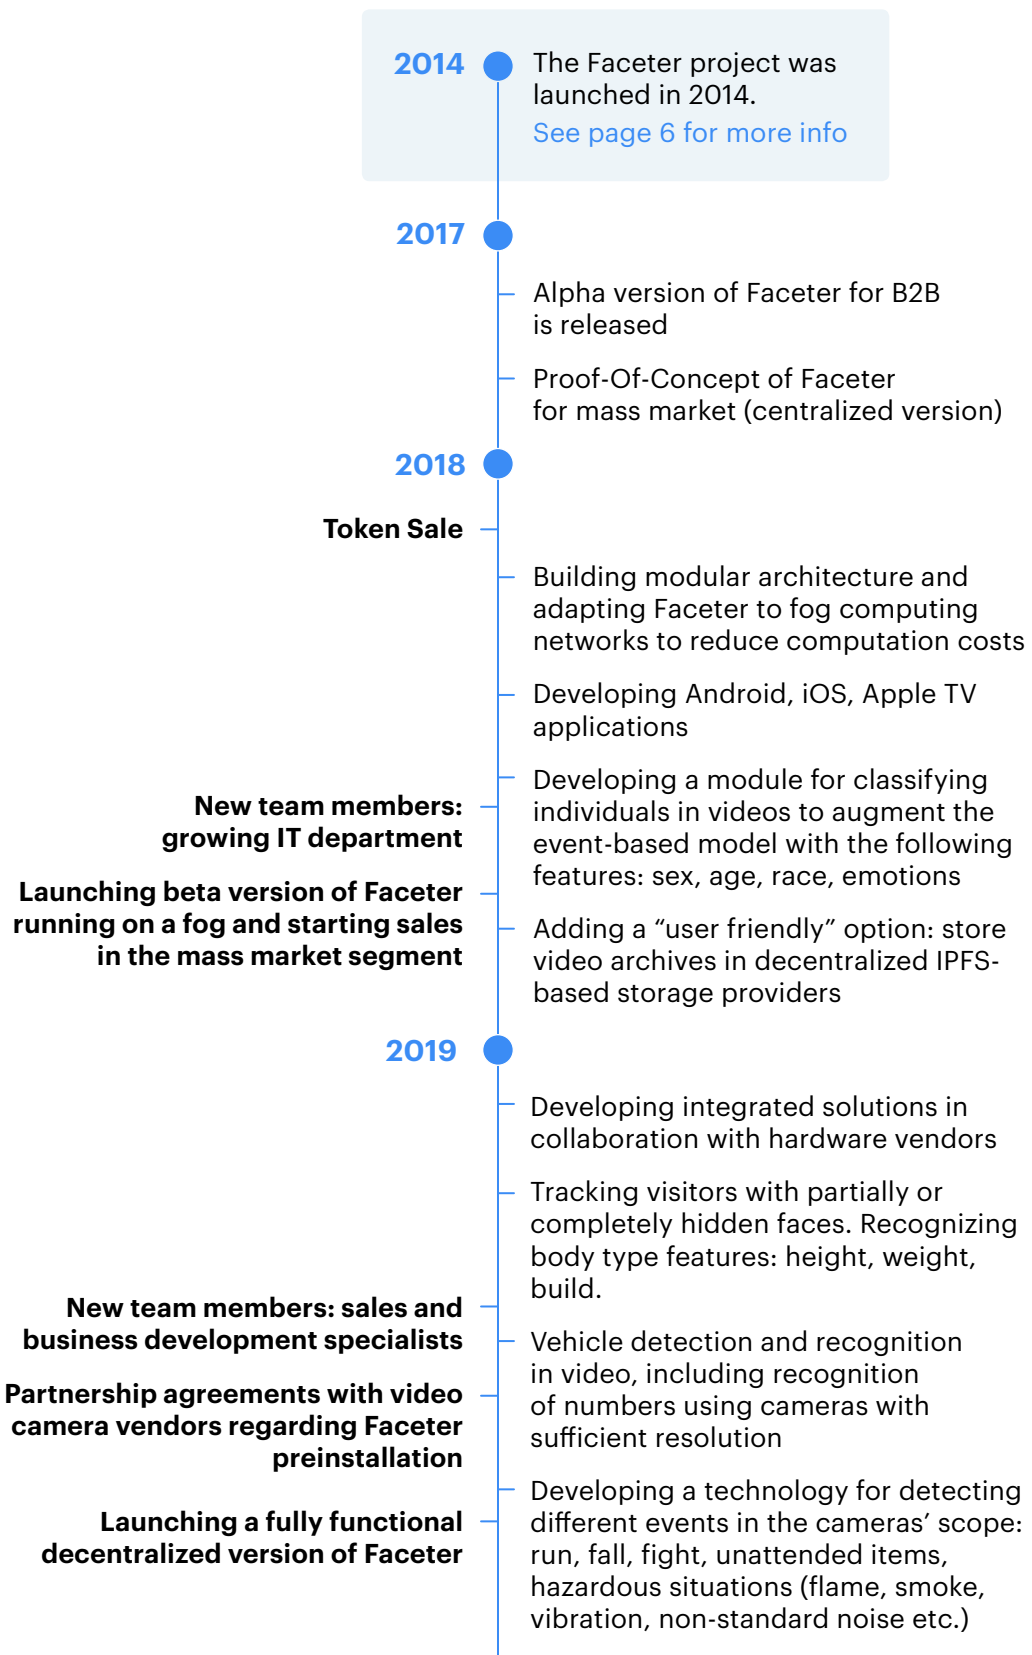 2014
The Faceter project was
launched in 2014.
See page 6 for more info
2017
Alpha version of Faceter for B2B
is released
Proof-Of-Concept of Faceter
for mass market (centralized version)
2018
Token Sale
Building modular architecture and
adapting Faceter to fog computing
networks to reduce computation costs
Developing Android, iOS, Apple TV
applications
Developing a module for classifying
individuals in videos to augment the
event-based model with the following
features: sex, age, race, emotions
New team members:
growing IT department
Launching beta version of Faceter
running on a fog and starting sales
in the mass market segment
Adding a “user friendly” option: store
video archives in decentralized IPFS-
based storage providers
2019
Developing integrated solutions in
collaboration with hardware vendors
Tracking visitors with partially or
completely hidden faces. Recognizing
body type features: height, weight,
build.
New team members: sales and
business development specialists
Vehicle detection and recognition
in video, including recognition
of numbers using cameras with
sufficient resolution
Partnership agreements with video
camera vendors regarding Faceter
preinstallation
Developing a technology for detecting
different events in the cameras’ scope:
run, fall, fight, unattended items,
hazardous situations (flame, smoke,
vibration, non-standard noise etc.)
Launching a fully functional
decentralized version of Faceter